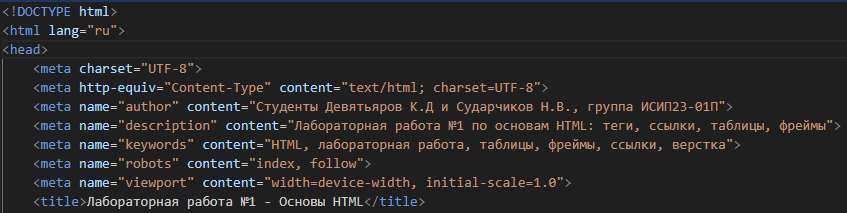 <!DOCTYPE html>
<html lang="ru">
<head>
<meta charset="UTF-8">
<meta http-equiv="Content-Type" content="text/html; charset=UTF-8">
<meta name="author" content="Студенты Девятьяров К.Д и Сударчиков Н.В., группа ИСИП23-01П">
<meta name="description" content="Лабораторная работа №1 по основам HTML: теги, ссылки, таблицы, фреймы">
<meta name="keywords" content="HTML, лабораторная работа, таблицы, фреймы, ссылки, верстка">
<meta name="robots" content="index, follow">
<meta name="viewport" content="width=device-width, initial-scale=1.0">
<title>Лабораторная работа №1 - Основы HTML</title>